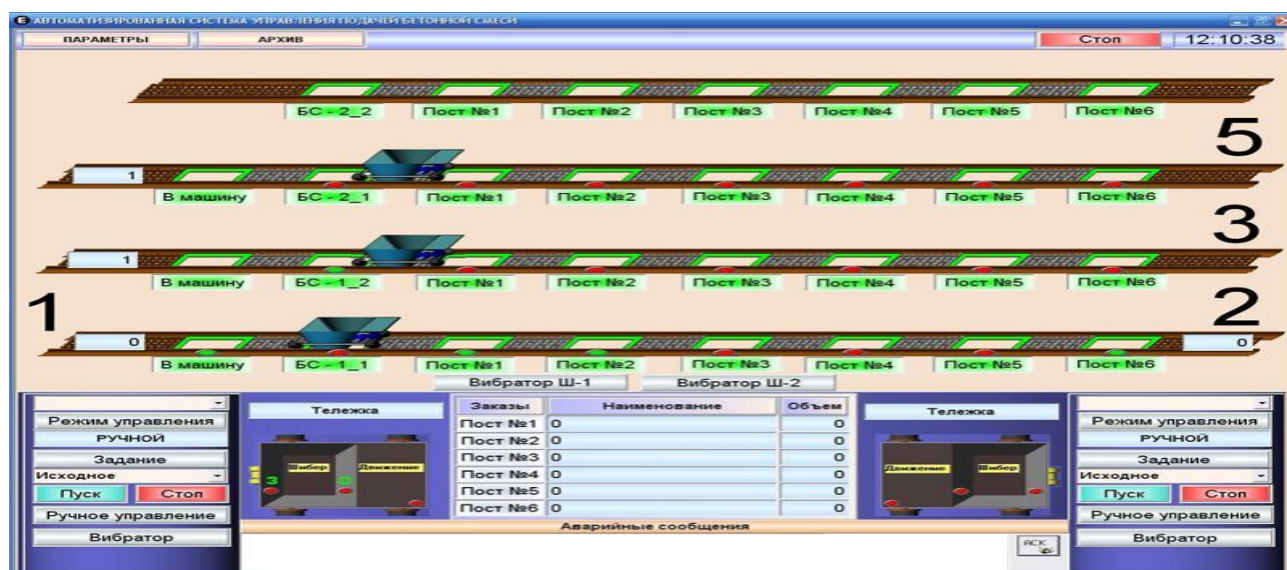 АВТОМАТИЗИРОВАННАЯ СИСТЕМА УПРАВЛЕНИЯ ПОДАЧЕЙ БЕТОННОЙ СМЕСИ
ПАРАМЕТРЫ АРХИВ Стоп 12:10:38
БС - 2_2 Пост №1 Пост №2 Пост №3 Пост №4 Пост №5 Пост №6
5
1
В машину БС - 2_1 Пост №1 Пост №2 Пост №3 Пост №4 Пост №5 Пост №6
3
1
В машину БС - 1_2 Пост №1 Пост №2 Пост №3 Пост №4 Пост №5 Пост №6
1 2
0 0
В машину БС - 1_1 Пост №1 Пост №2 Пост №3 Пост №4 Пост №5 Пост №6
Вибратор Ш-1 Вибратор Ш-2
Режим управления
РУЧНОЙ
Задание
Исходное
Пуск Стоп
Ручное управление
Вибратор
Тележка
Шибер Движение
З О
Заказы Наименование Объем
Пост №1 0 0
Пост №2 0 0
Пост №3 0 0
Пост №4 0 0
Пост №5 0 0
Пост №6 0 0
Тележка
Движение Шибер
Режим управления
РУЧНОЙ
Задание
Исходное
Пуск Стоп
Ручное управление
Вибратор
Аварийные сообщения
АСК